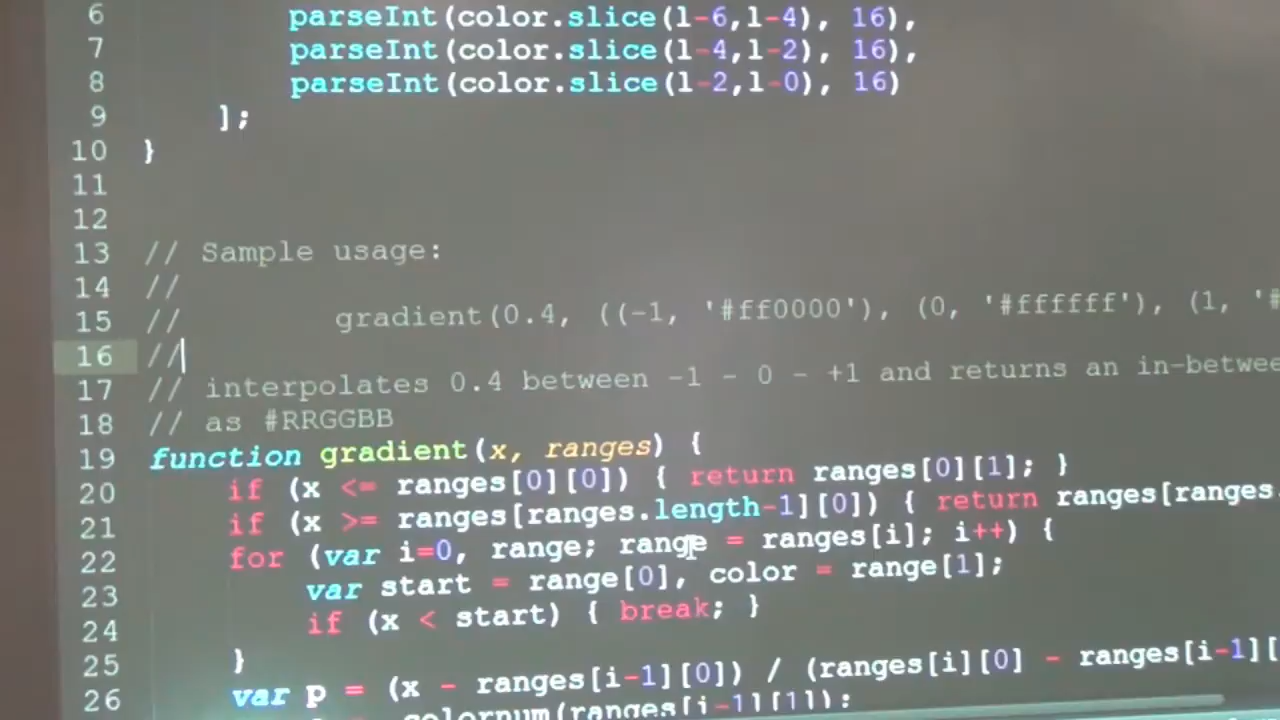 6 parseInt(color.slice(l-6,l-4), 16),
7 parseInt(color.slice(l-4,l-2), 16),
8 parseInt(color.slice(l-2,l-0), 16)
9 ];
10 }
11
12
13 // Sample usage:
14 //
15 // gradient(0.4, ((-1, '#ff0000'), (0, '#ffffff'), (1, '#
16 //
17 // interpolates 0.4 between -1 - 0 - +1 and returns an in-betwee
18 // as #RRGGBB
19 function gradient(x, ranges) {
20 if (x <= ranges[0][0]) { return ranges[0][1]; }
21 if (x >= ranges[ranges.length-1][0]) { return ranges[ranges.
22 for (var i=0, range; range = ranges[i]; i++) {
23 var start = range[0], color = range[1];
24 if (x < start) { break; }
25 }
26 var p = (x - ranges[i-1][0]) / (ranges[i][0] - ranges[i-1][
colornum(ranges[i-1][1]);